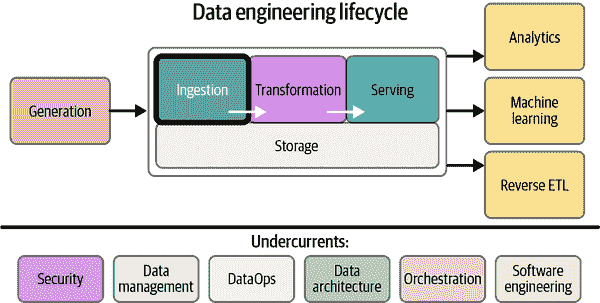 Data engineering lifecycle
Generation
Ingestion
Transformation
Serving
Storage
Analytics
Machine
learning
Reverse ETL
Undercurrents:
Security
Data
management
DataOps
Data
architecture
Orchestration
Software
engineering